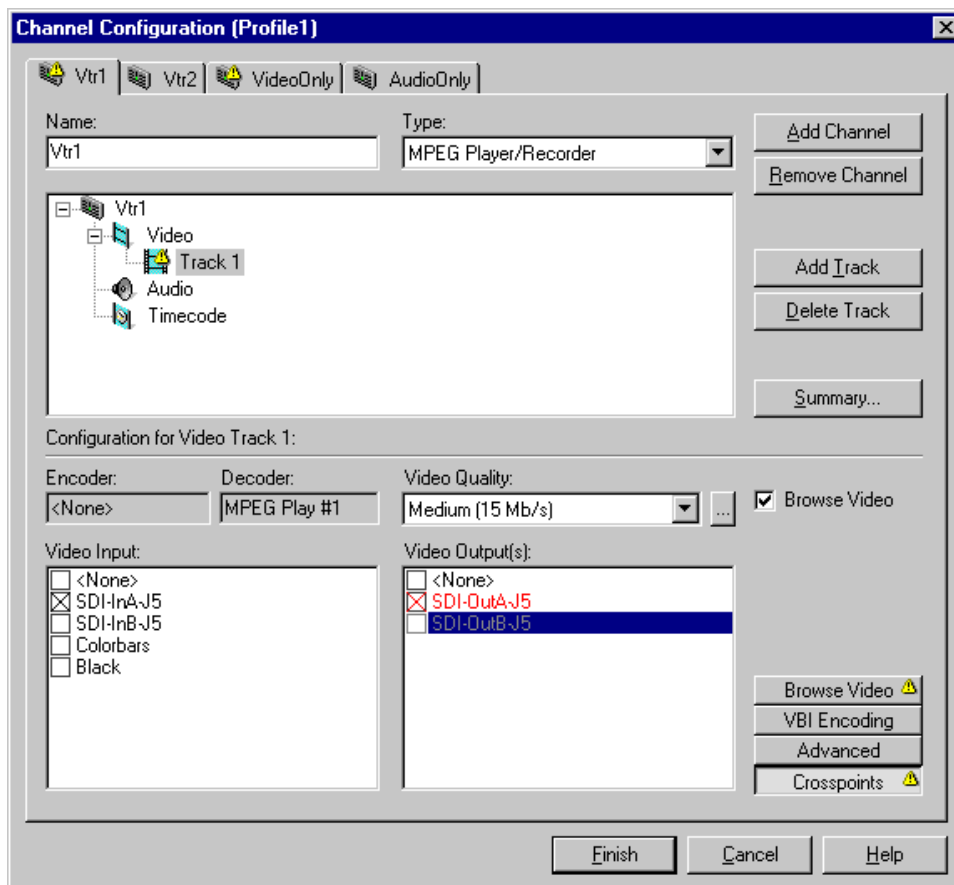 Channel Configuration (Profile1)
Vtr1 Vtr2 VideoOnly AudioOnly
Name: Type:
Vtr1 MPEG Player/Recorder
Add Channel
Remove Channel
Vtr1
Video
Track 1
Audio
Timecode
Add Track
Delete Track
Summary...
Configuration for Video Track 1:
Encoder: Decoder: Video Quality:
<None> MPEG Play #1 Medium (15 Mb/s) ... Browse Video
Video Input:
<None>
SDI-InA-J5
SDI-InB-J5
Colorbars
Black
Video Output(s):
<None>
SDI-OutA-J5
SDI-OutB-J5
Browse Video
VBI Encoding
Advanced
Crosspoints
Finish Cancel Help